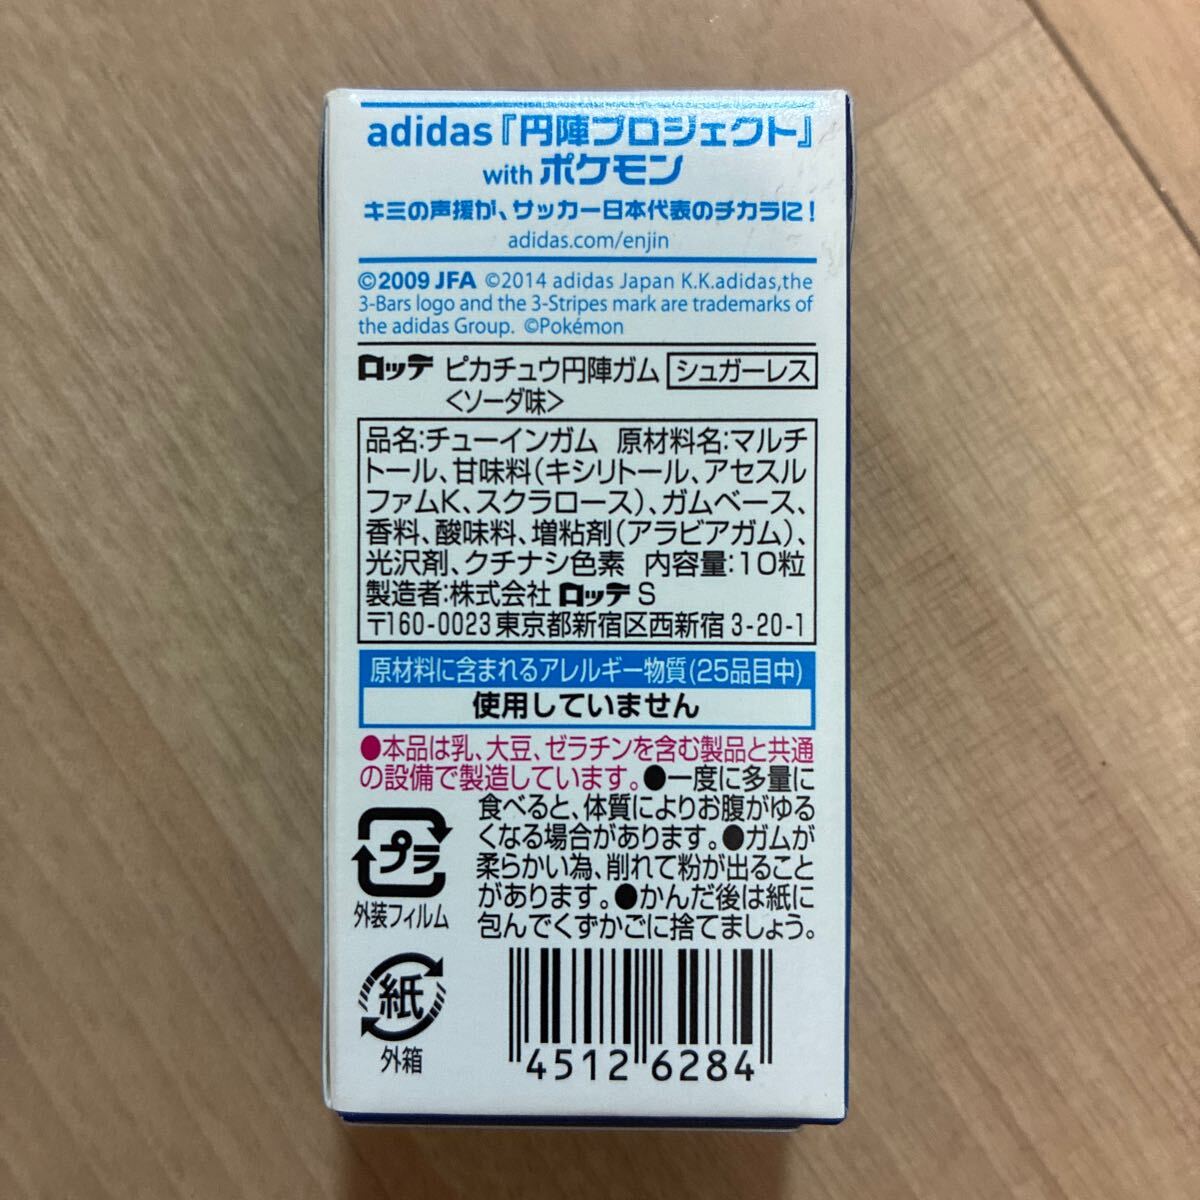 adidas『円陣プロジェクト』
with ポケモン
キミの声援が、サッカー日本代表のチカラに!
adidas.com/enjin
©2009 JFA ©2014 adidas Japan K.K.adidas,the
3-Bars logo and the 3-Stripes mark are trademarks of
the adidas Group. ©Pokémon
ロッテ ピカチュウ円陣ガム シュガーレス
<ソーダ味>
品名:チューインガム 原材料名:マルチ
トール、甘味料(キシリトール、アセスル
ファムK、スクラロース)、ガムベース、
香料、酸味料、増粘剤(アラビアガム)、
光沢剤、クチナシ色素 内容量:10粒
製造者:株式会社 ロッテ S
〒160-0023 東京都新宿区西新宿 3-20-1
原材料に含まれるアレルギー物質(25品目中)
使用していません
●本品は乳、大豆、ゼラチンを含む製品と共通
の設備で製造しています。●一度に多量に
食べると、体質によりお腹がゆる
くなる場合があります。●ガムが
柔らかい為、削れて粉が出ること
があります。●かんだ後は紙に
包んでくずかごに捨てましょう。
プラ
外装フィルム
紙
外箱
4512 6284